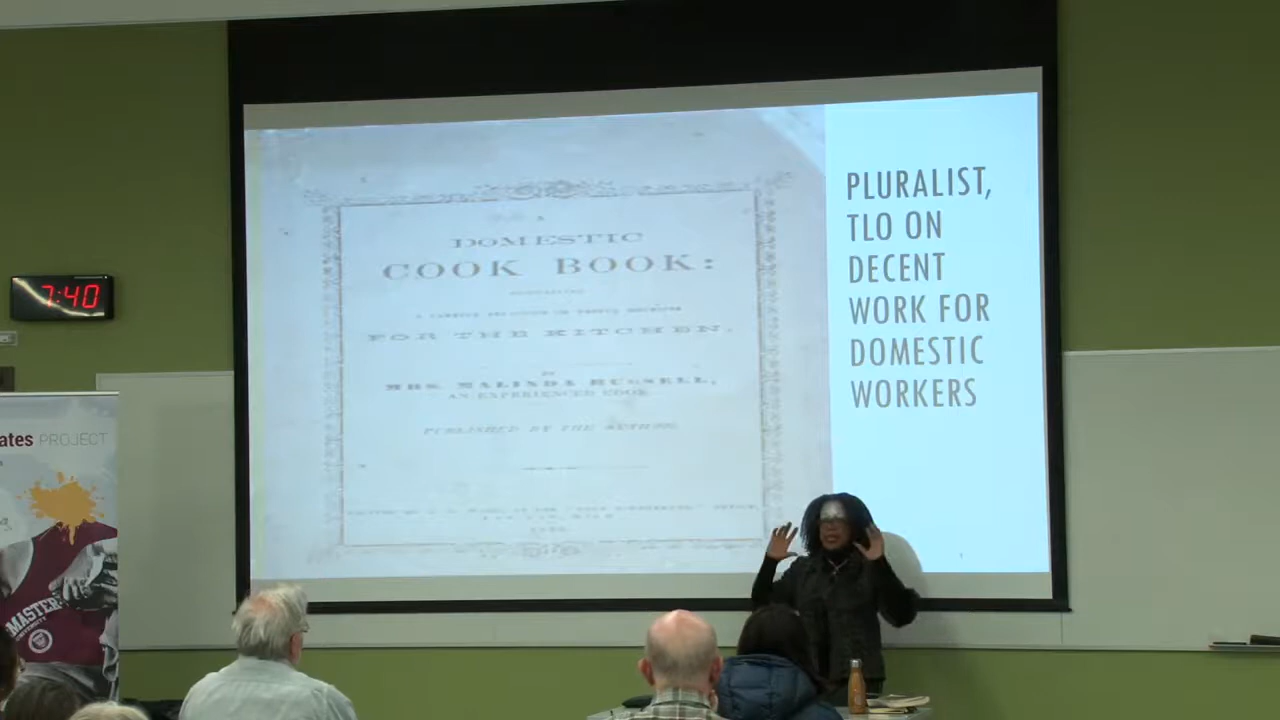 7:40
ates PROJECT
MASTER
A
DOMESTIC
COOK BOOK:
FOR THE KITCHEN.
BY
MRS. MALINDA RUSSELL,
AN EXPERIENCED COOK.
PUBLISHED BY THE AUTHOR.
PLURALIST,
TLO ON
DECENT
WORK FOR
DOMESTIC
WORKERS